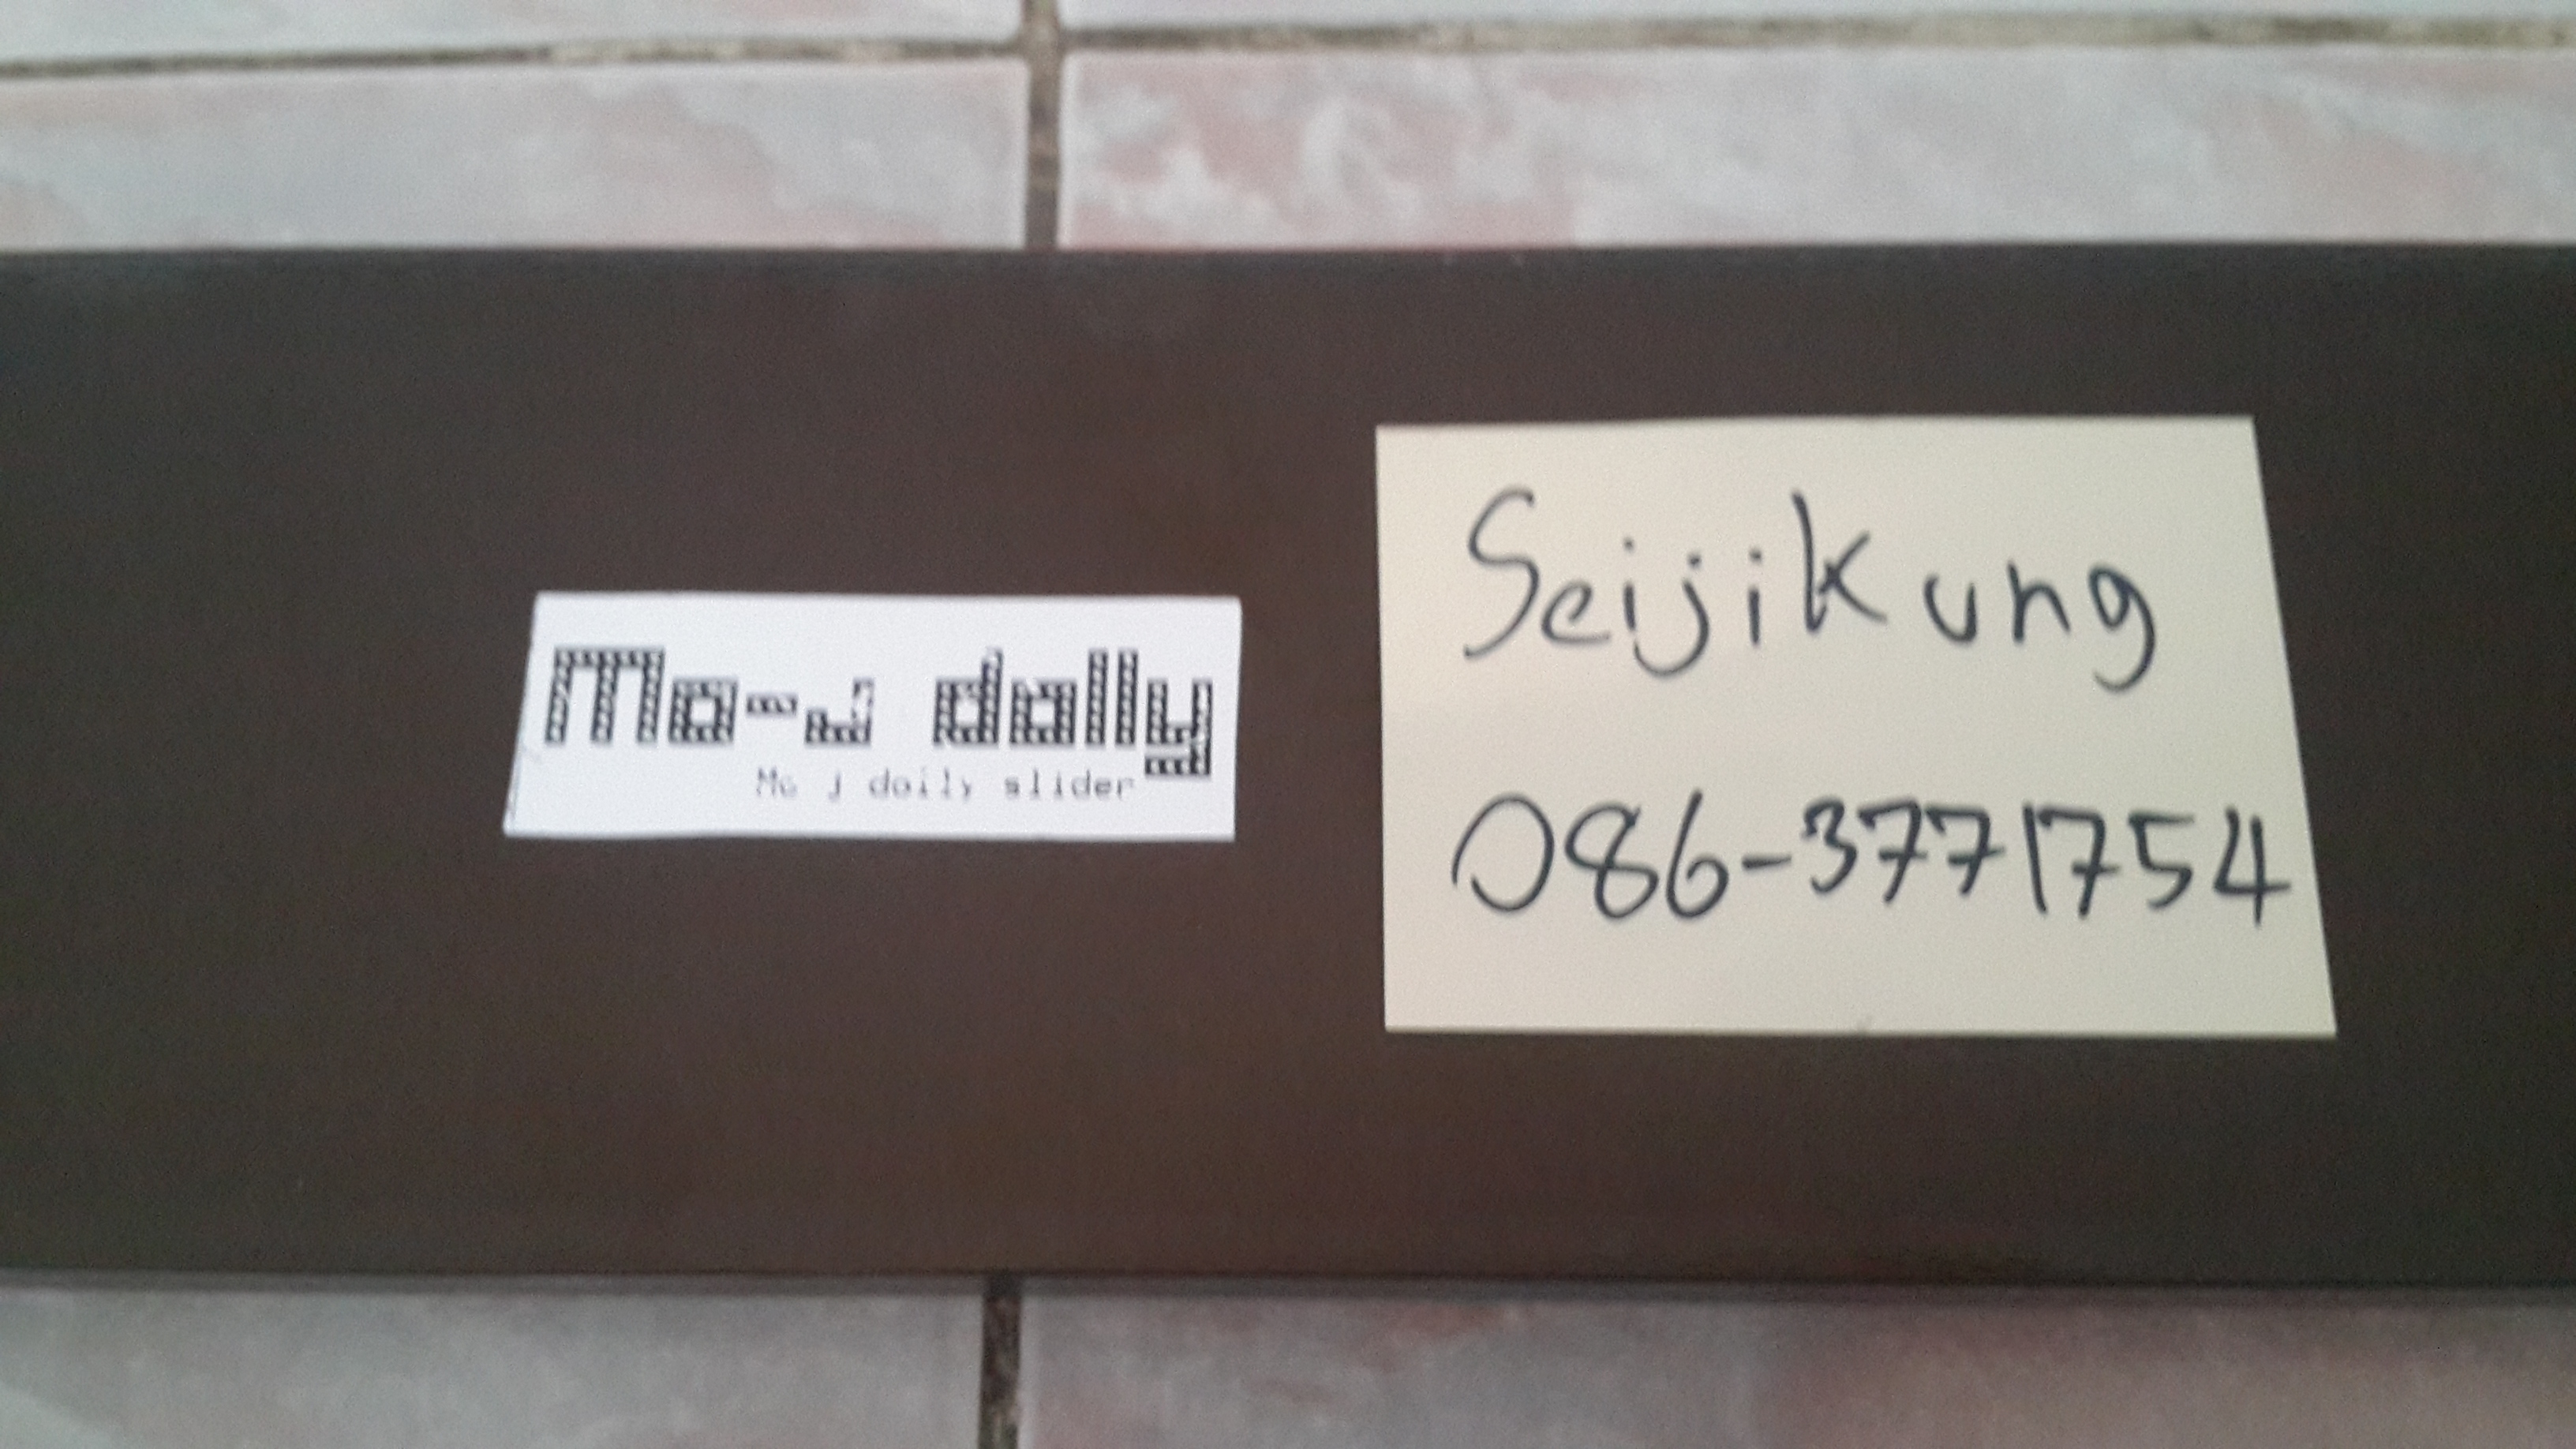 Mo-J dolly
Mo J dolly slider
Seijikung
086-3771754